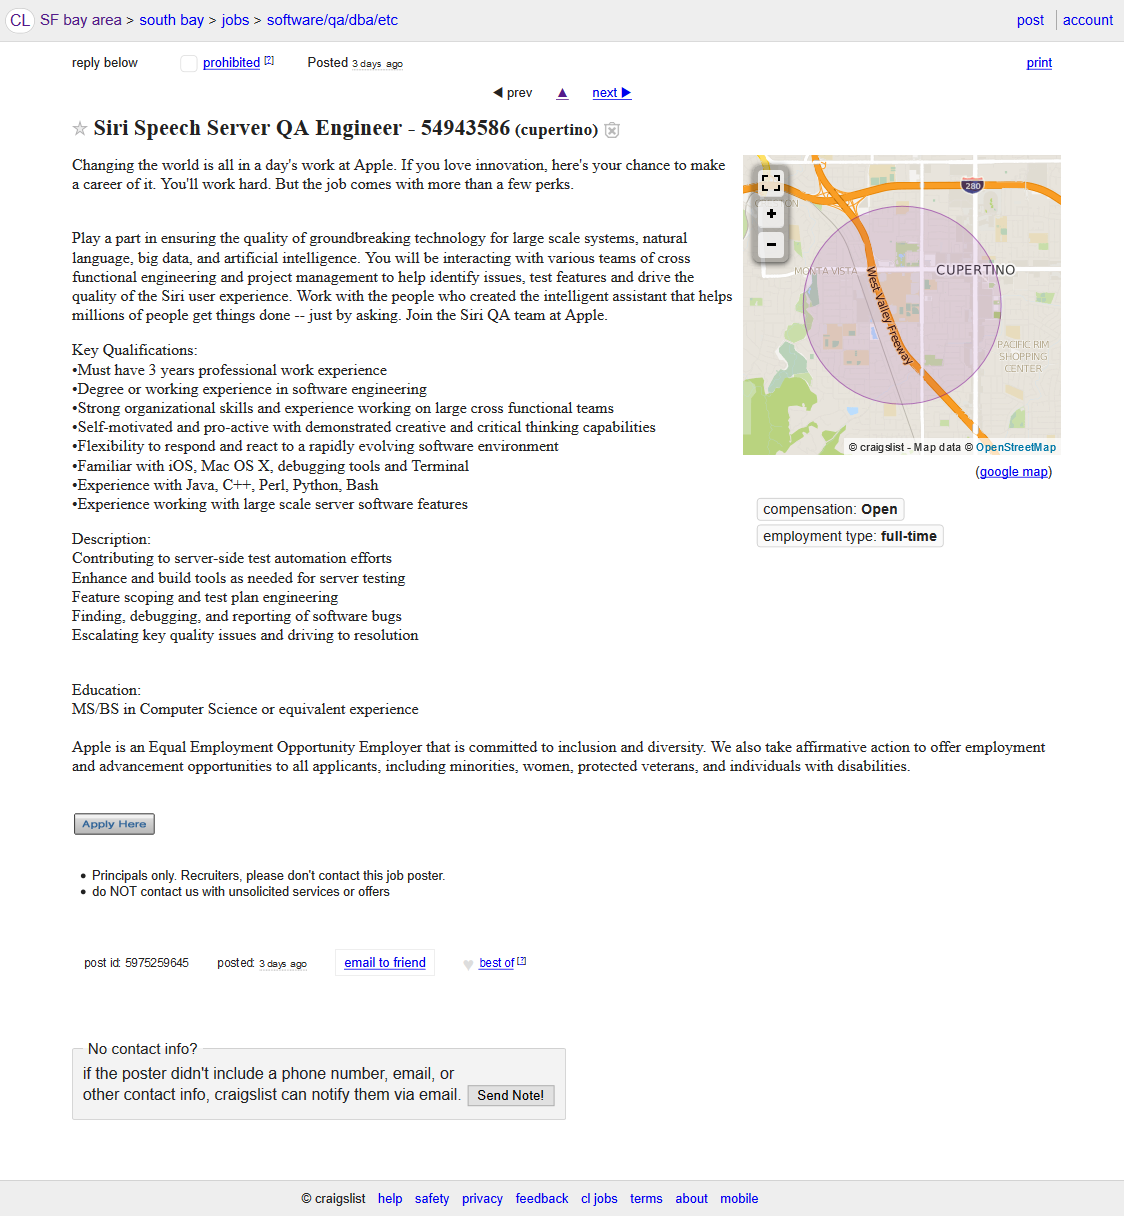 CL SF bay area > south bay > jobs > software/qa/dba/etc
post account
reply below prohibited [?] Posted 3 days ago print
◀ prev ▲ next ▶
☆ Siri Speech Server QA Engineer - 54943586 (cupertino)
Changing the world is all in a day's work at Apple. If you love innovation, here's your chance to make
a career of it. You'll work hard. But the job comes with more than a few perks.
Play a part in ensuring the quality of groundbreaking technology for large scale systems, natural
language, big data, and artificial intelligence. You will be interacting with various teams of cross
functional engineering and project management to help identify issues, test features and drive the
quality of the Siri user experience. Work with the people who created the intelligent assistant that helps
millions of people get things done -- just by asking. Join the Siri QA team at Apple.
Key Qualifications:
•Must have 3 years professional work experience
•Degree or working experience in software engineering
•Strong organizational skills and experience working on large cross functional teams
•Self-motivated and pro-active with demonstrated creative and critical thinking capabilities
•Flexibility to respond and react to a rapidly evolving software environment
•Familiar with iOS, Mac OS X, debugging tools and Terminal
•Experience with Java, C++, Perl, Python, Bash
•Experience working with large scale server software features
Description:
Contributing to server-side test automation efforts
Enhance and build tools as needed for server testing
Feature scoping and test plan engineering
Finding, debugging, and reporting of software bugs
Escalating key quality issues and driving to resolution
Education:
MS/BS in Computer Science or equivalent experience
Apple is an Equal Employment Opportunity Employer that is committed to inclusion and diversity. We also take affirmative action to offer employment
and advancement opportunities to all applicants, including minorities, women, protected veterans, and individuals with disabilities.
Apply Here
+
−
280
MONTA VISTA
CUPERTINO
West Valley Freeway
PACIFIC RIM
SHOPPING
CENTER
© craigslist - Map data © OpenStreetMap
(google map)
compensation: Open
employment type: full-time
• Principals only. Recruiters, please don't contact this job poster.
• do NOT contact us with unsolicited services or offers
post id: 5975259645 posted: 3 days ago email to friend ♥ best of [?]
No contact info?
if the poster didn't include a phone number, email, or
other contact info, craigslist can notify them via email. Send Note!
© craigslist help safety privacy feedback cl jobs terms about mobile